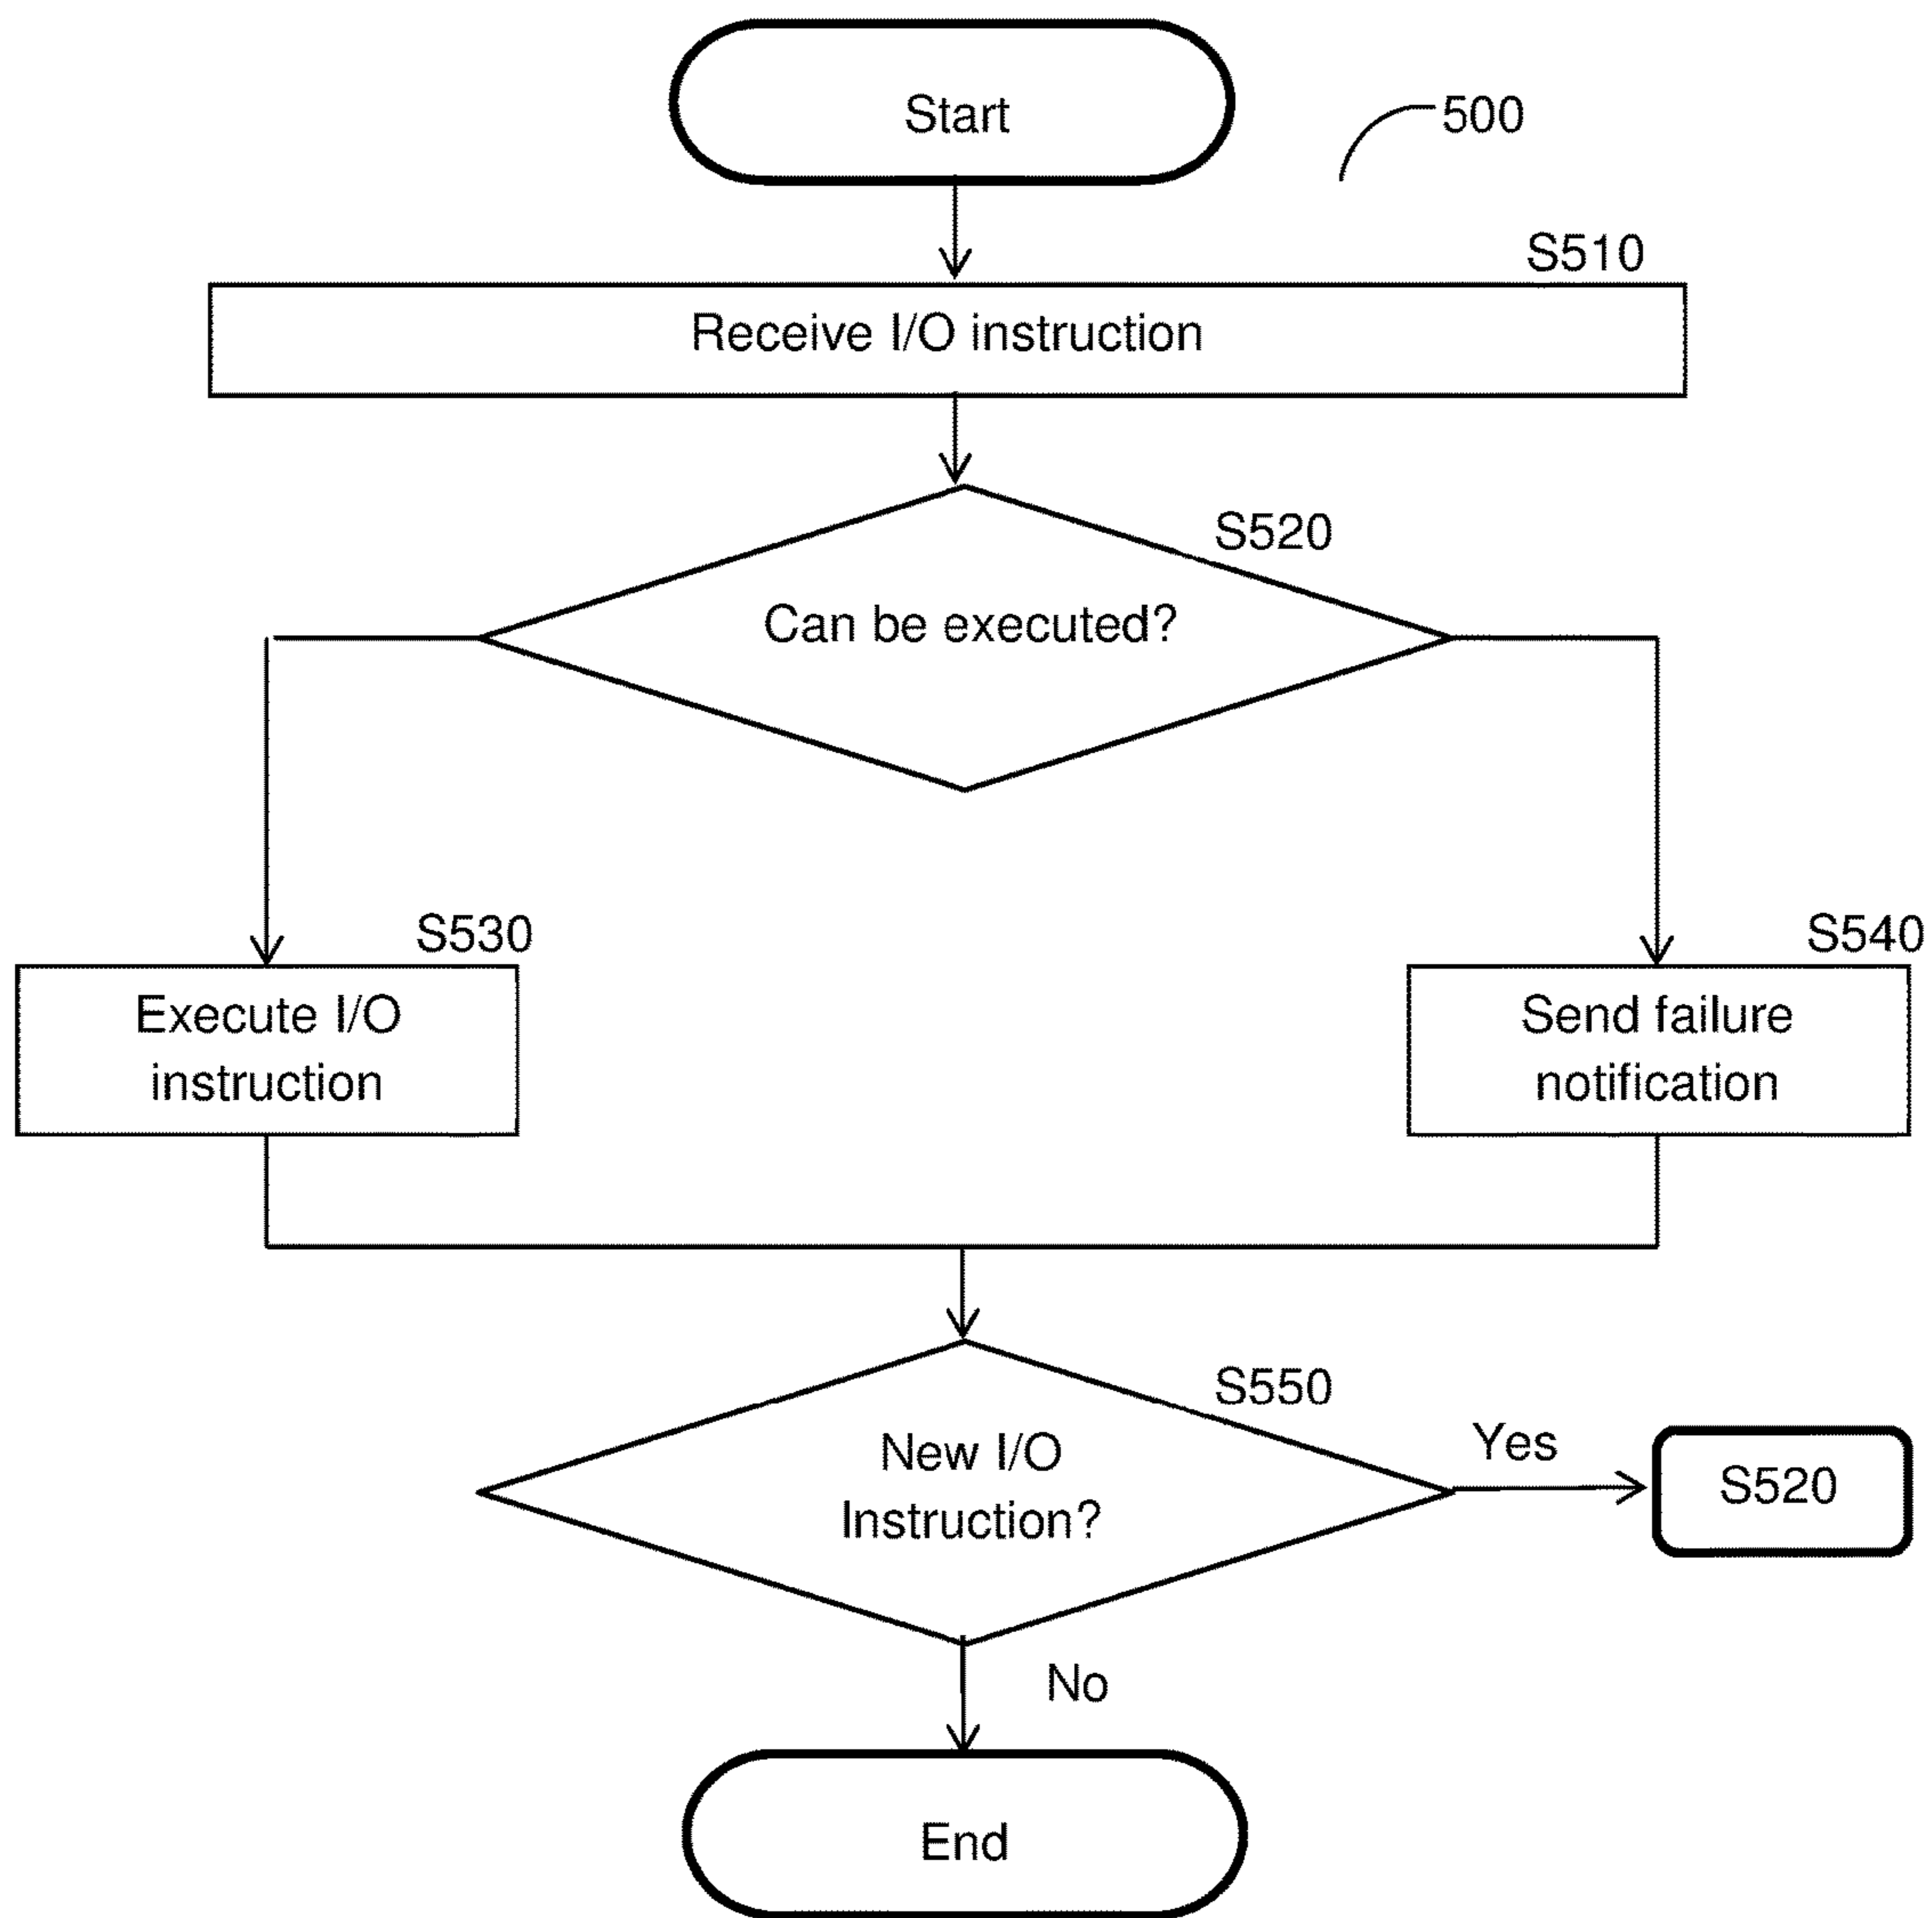 Start
500
S510
Receive I/O instruction
S520
Can be executed?
S530
Execute I/O
instruction
S540
Send failure
notification
S550
New I/O
Instruction?
Yes
S520
No
End